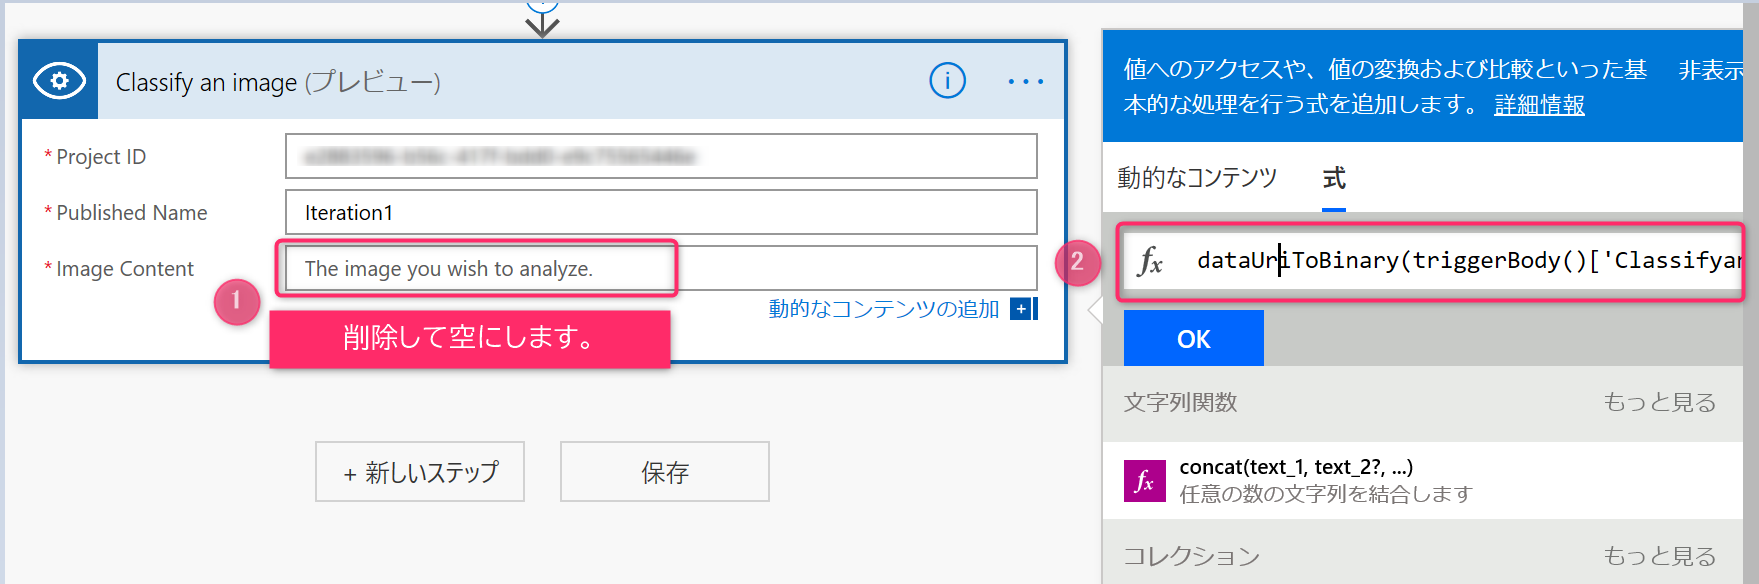 Classify an image (プレビュー)
* Project ID
* Published Name
Iteration1
* Image Content
The image you wish to analyze.
1
削除して空にします。
動的なコンテンツの追加
+ 新しいステップ
保存
値へのアクセスや、値の変換および比較といった基
本的な処理を行う式を追加します。 詳細情報
非表示
動的なコンテンツ
式
2
fx dataUriToBinary(triggerBody()['Classifyan
OK
文字列関数
もっと見る
fx
concat(text_1, text_2?, ...)
任意の数の文字列を結合します
コレクション
もっと見る